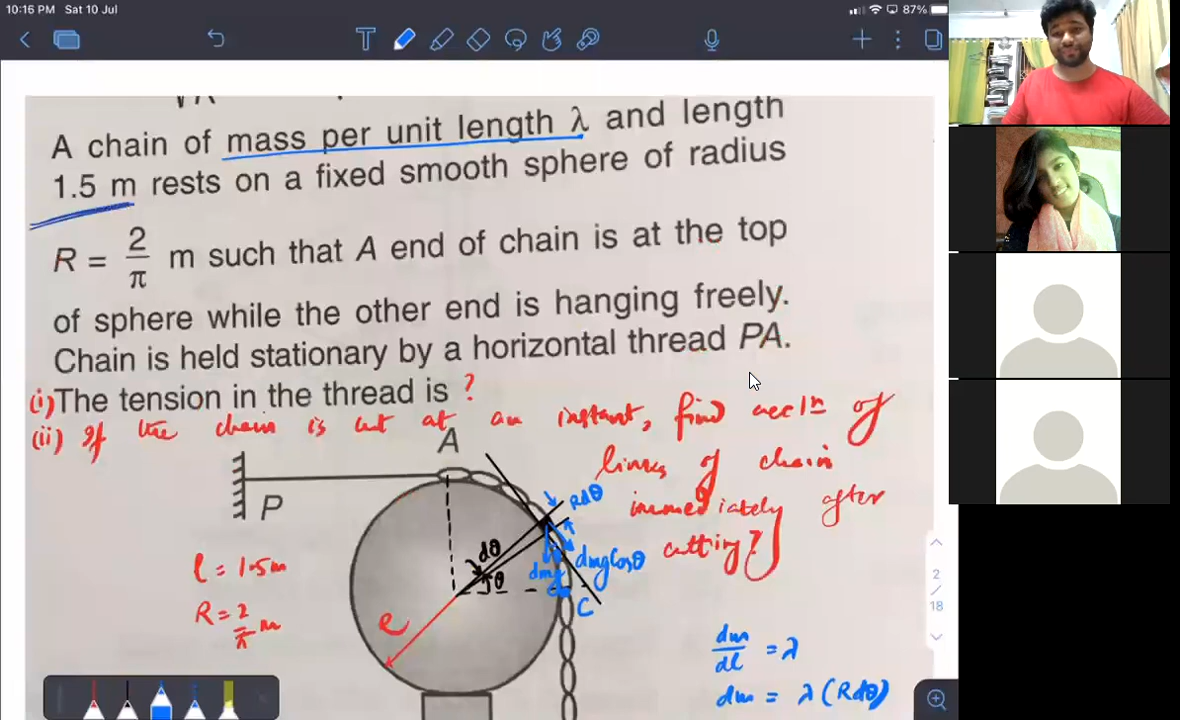 10:16 PM Sat 10 Jul
87%
A chain of mass per unit length λ and length
1.5 m rests on a fixed smooth sphere of radius
R = 2/π m such that A end of chain is at the top
of sphere while the other end is hanging freely.
Chain is held stationary by a horizontal thread PA.
(i) The tension in the thread is ?
(ii) If the chain is cut at an instant, find accln of
links of chain
immediately after
cutting?
A
P
Rdθ
dθ
θ
dmg
dmgcosθ
C
l = 1.5m
R = 2/π m
dm/dl = λ
dm = λ(Rdθ)
2
/
18